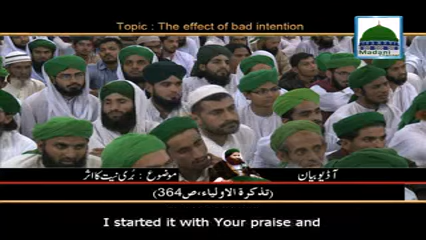 Topic : The effect of bad intention
Madani
آڈیو بیان موضوع : بُری نیت کا اثر
(تذکرۃ الاولیاء، ص364)
I started it with Your praise and